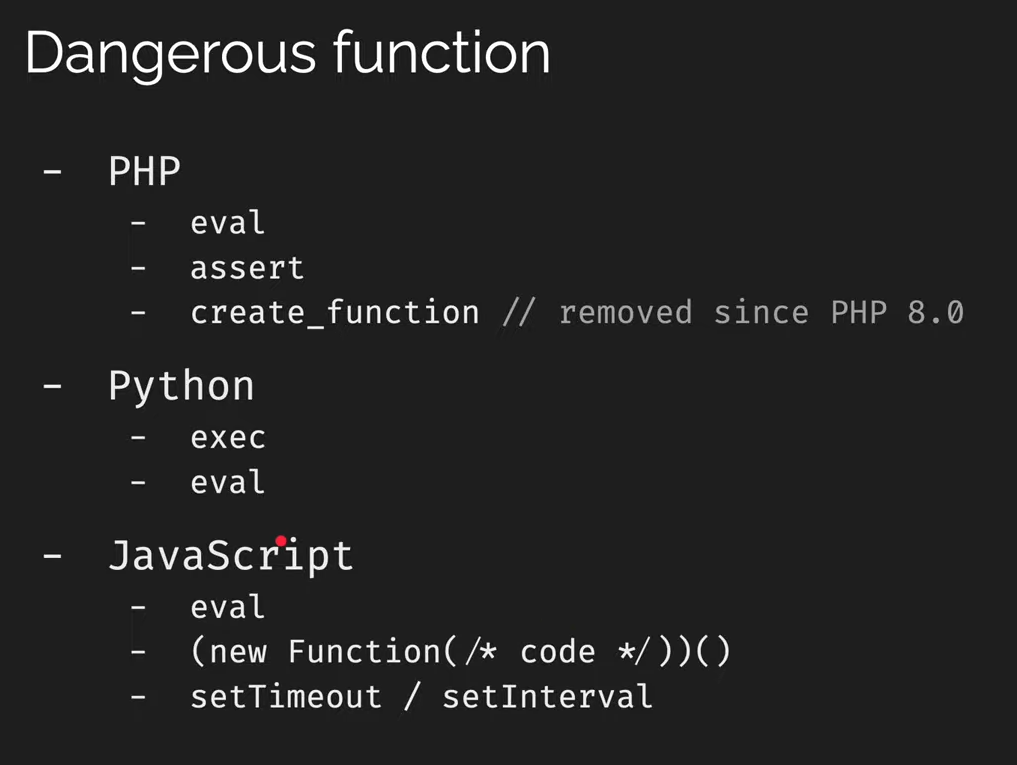 Dangerous function
- PHP
- eval
- assert
- create_function // removed since PHP 8.0
- Python
- exec
- eval
- JavaScript
- eval
- (new Function(/* code */))()
- setTimeout / setInterval